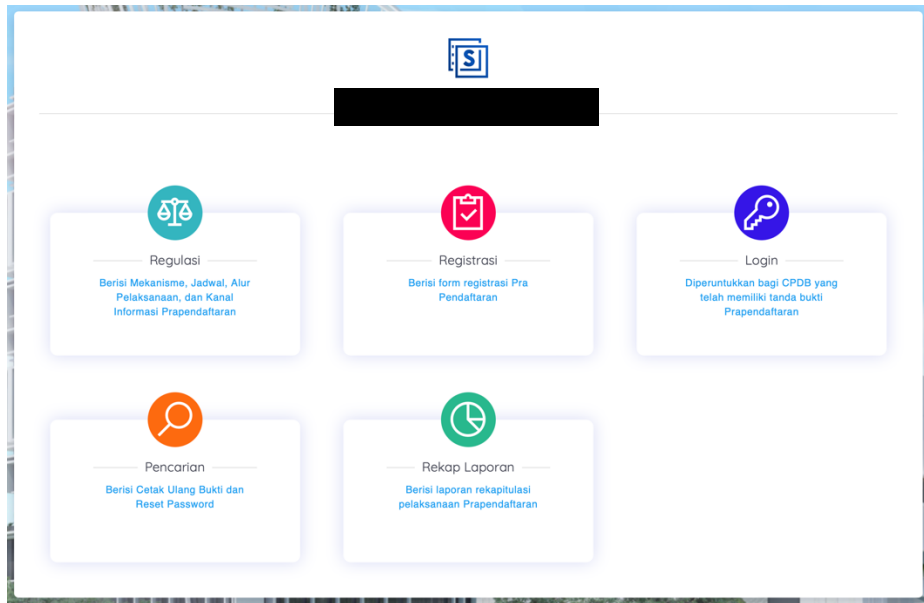 S
Regulasi
Berisi Mekanisme, Jadwal, Alur
Pelaksanaan, dan Kanal
Informasi Prapendaftaran
Registrasi
Berisi form registrasi Pra
Pendaftaran
Login
Diperuntukkan bagi CPDB yang
telah memiliki tanda bukti
Prapendaftaran
Pencarian
Berisi Cetak Ulang Bukti dan
Reset Password
Rekap Laporan
Berisi laporan rekapitulasi
pelaksanaan Prapendaftaran